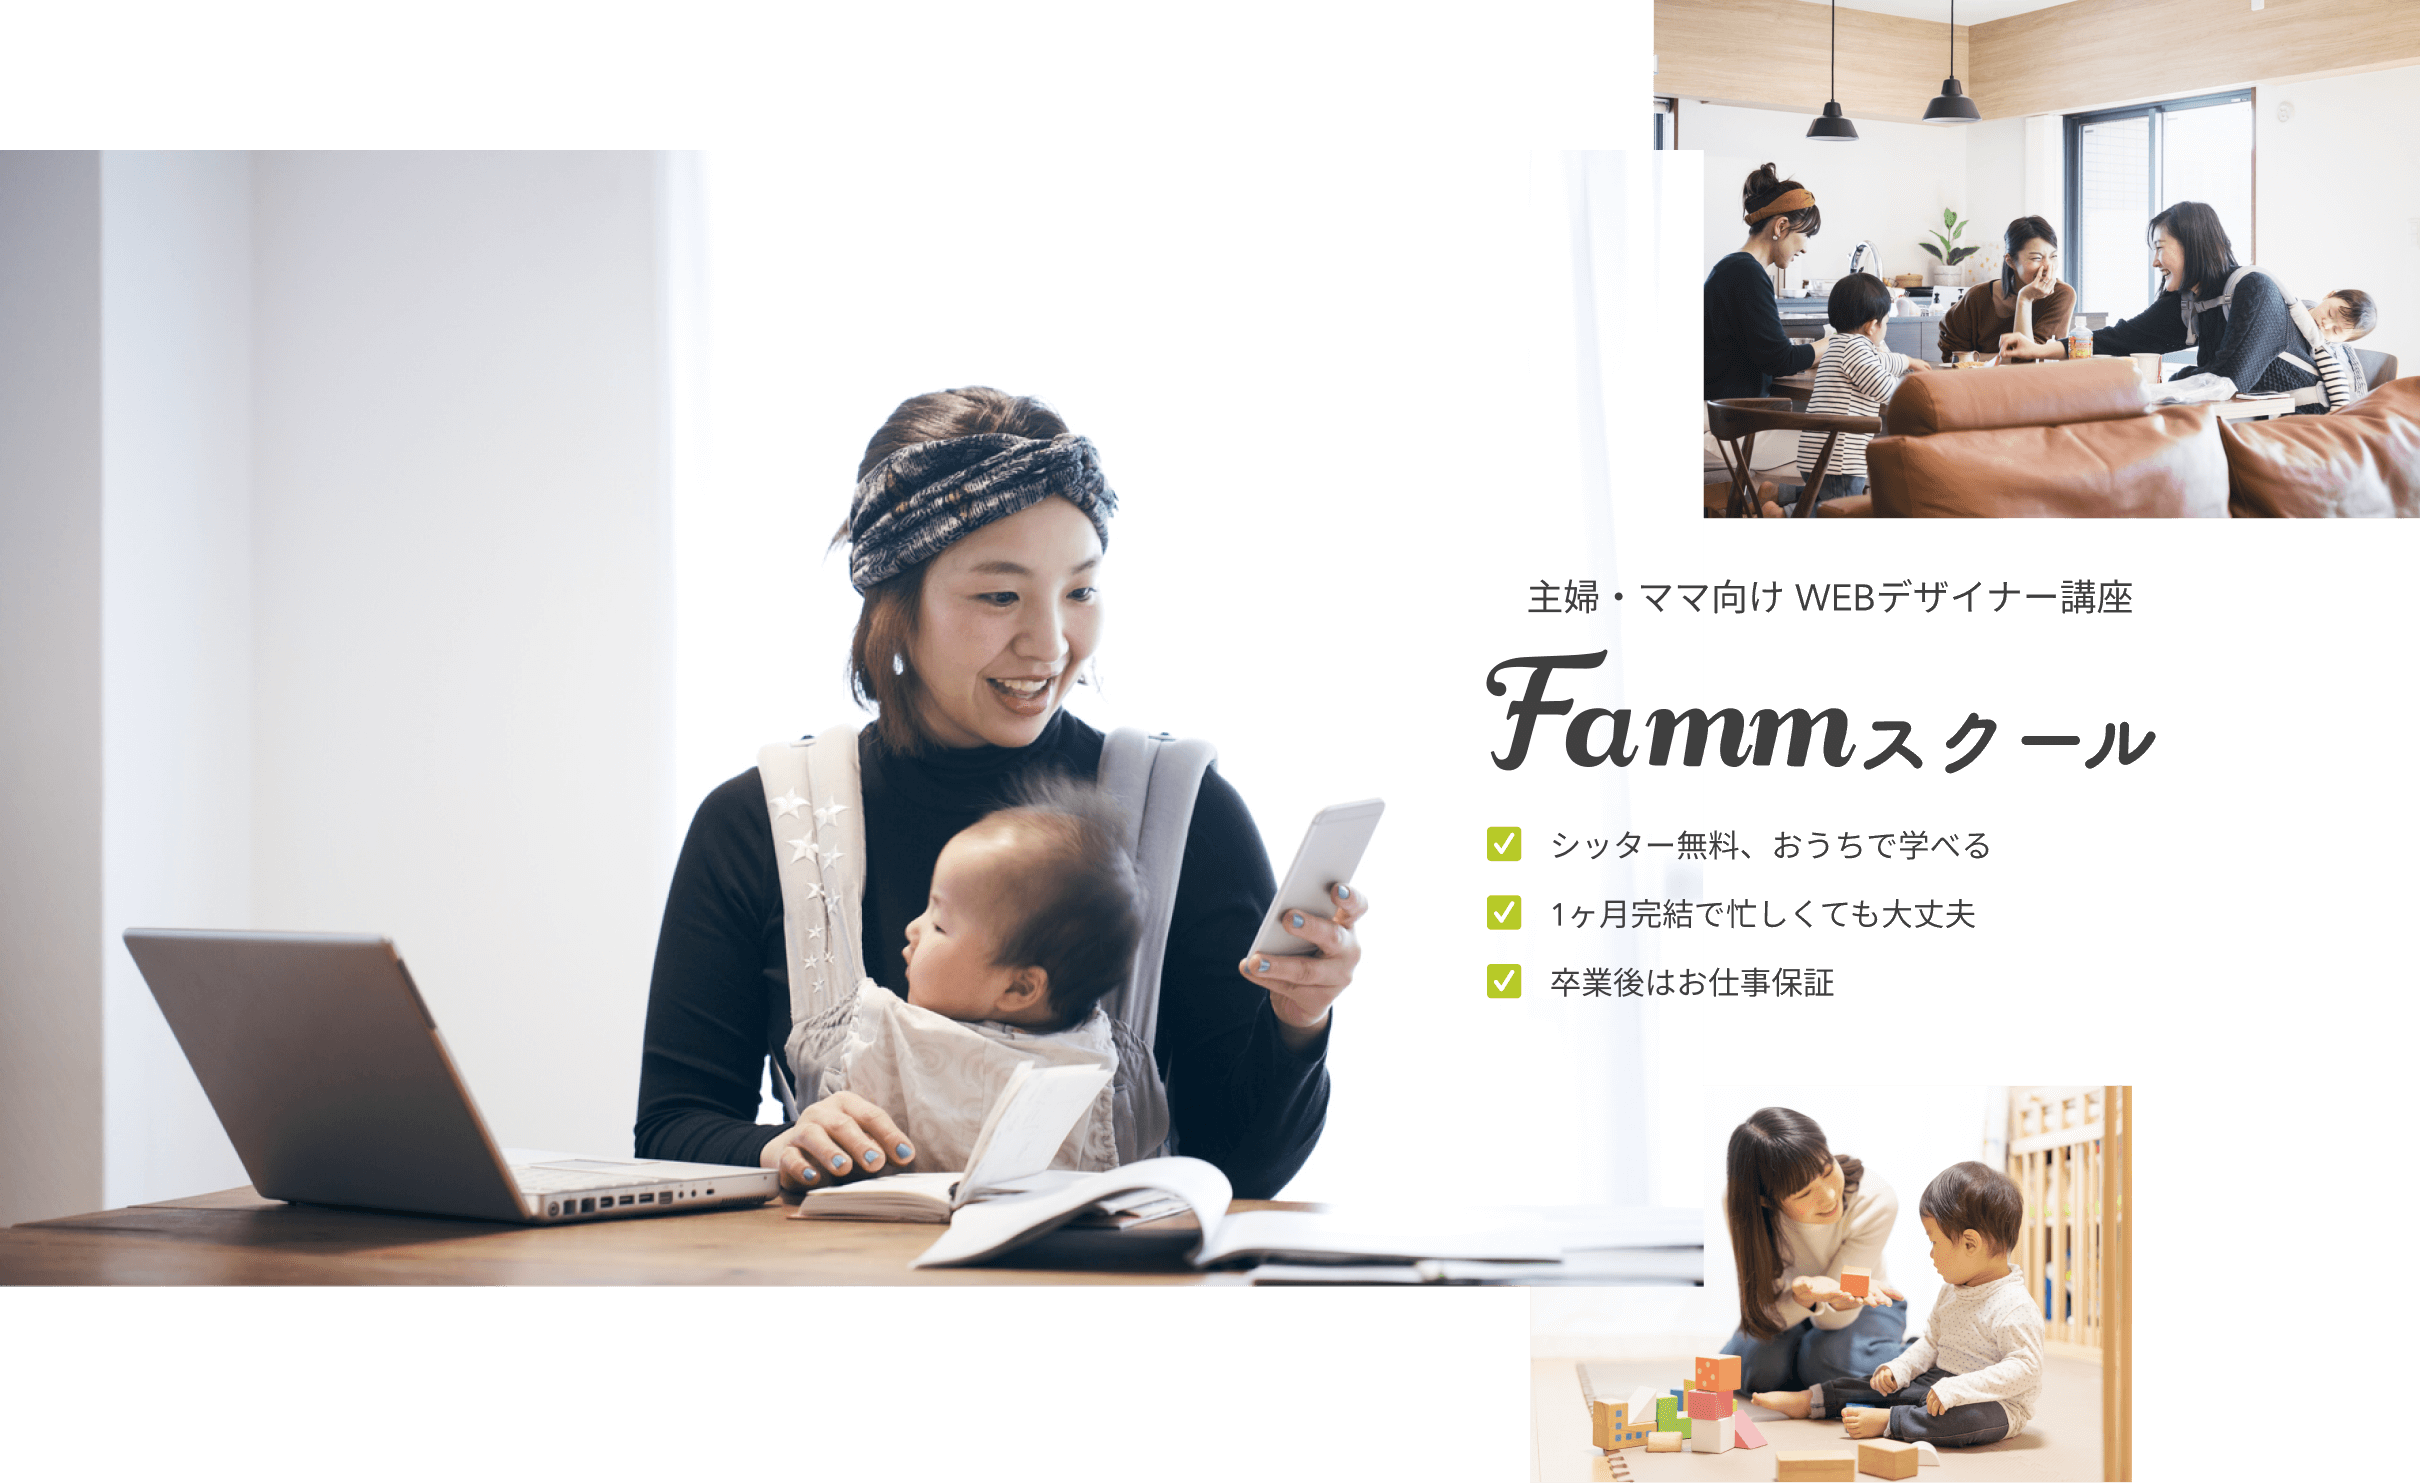 主婦・ママ向け WEBデザイナー講座
Fammスクール
シッター無料、おうちで学べる
1ヶ月完結で忙しくても大丈夫
卒業後はお仕事保証